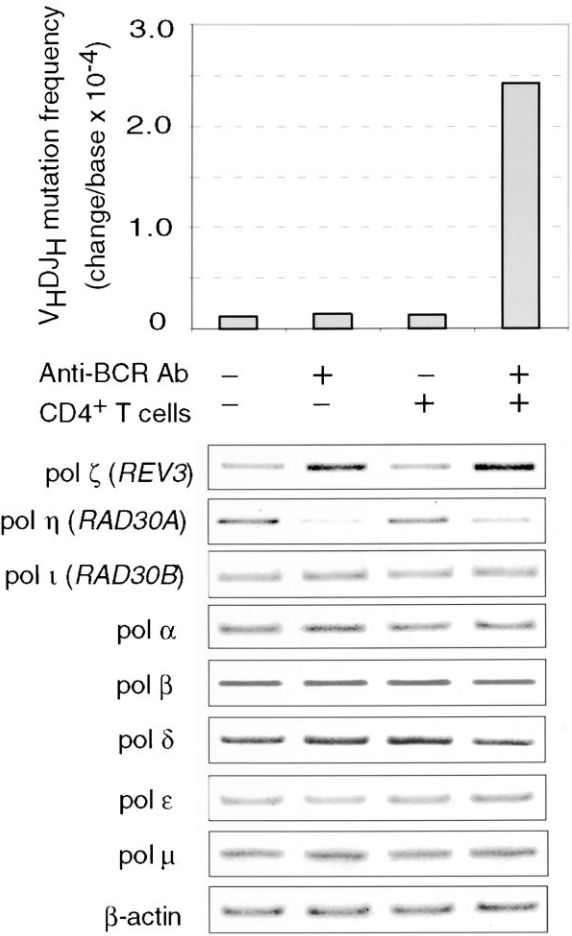 VHDJH mutation frequency
(change/base x 10-4)
3.0
2.0
1.0
0
Anti-BCR Ab − + − +
CD4+ T cells − − + +
pol ζ (REV3)
pol η (RAD30A)
pol ι (RAD30B)
pol α
pol β
pol δ
pol ε
pol μ
β-actin